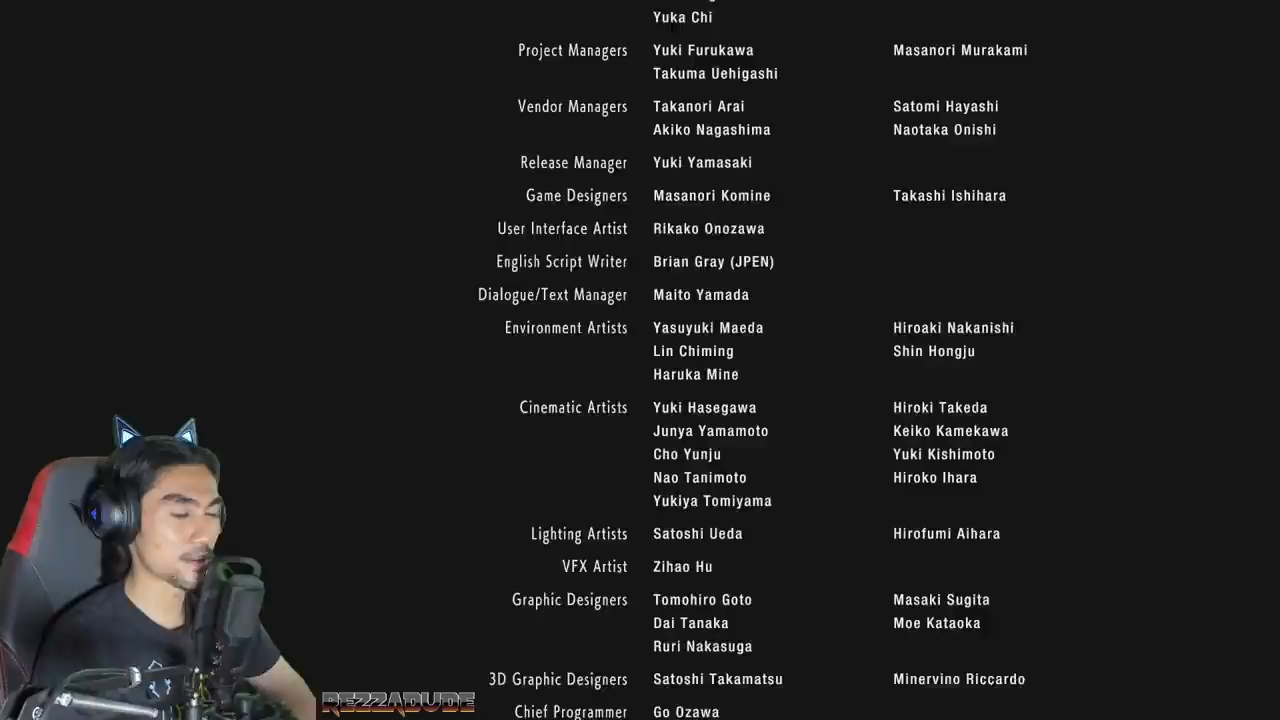 Yuka Chi
Project Managers Yuki Furukawa Masanori Murakami
Takuma Uehigashi
Vendor Managers Takanori Arai Satomi Hayashi
Akiko Nagashima Naotaka Onishi
Release Manager Yuki Yamasaki
Game Designers Masanori Komine Takashi Ishihara
User Interface Artist Rikako Onozawa
English Script Writer Brian Gray (JPEN)
Dialogue/Text Manager Maito Yamada
Environment Artists Yasuyuki Maeda Hiroaki Nakanishi
Lin Chiming Shin Hongju
Haruka Mine
Cinematic Artists Yuki Hasegawa Hiroki Takeda
Junya Yamamoto Keiko Kamekawa
Cho Yunju Yuki Kishimoto
Nao Tanimoto Hiroko Ihara
Yukiya Tomiyama
Lighting Artists Satoshi Ueda Hirofumi Aihara
VFX Artist Zihao Hu
Graphic Designers Tomohiro Goto Masaki Sugita
Dai Tanaka Moe Kataoka
Ruri Nakasuga
3D Graphic Designers Satoshi Takamatsu Minervino Riccardo
REZZADUDE
Chief Programmer Go Ozawa